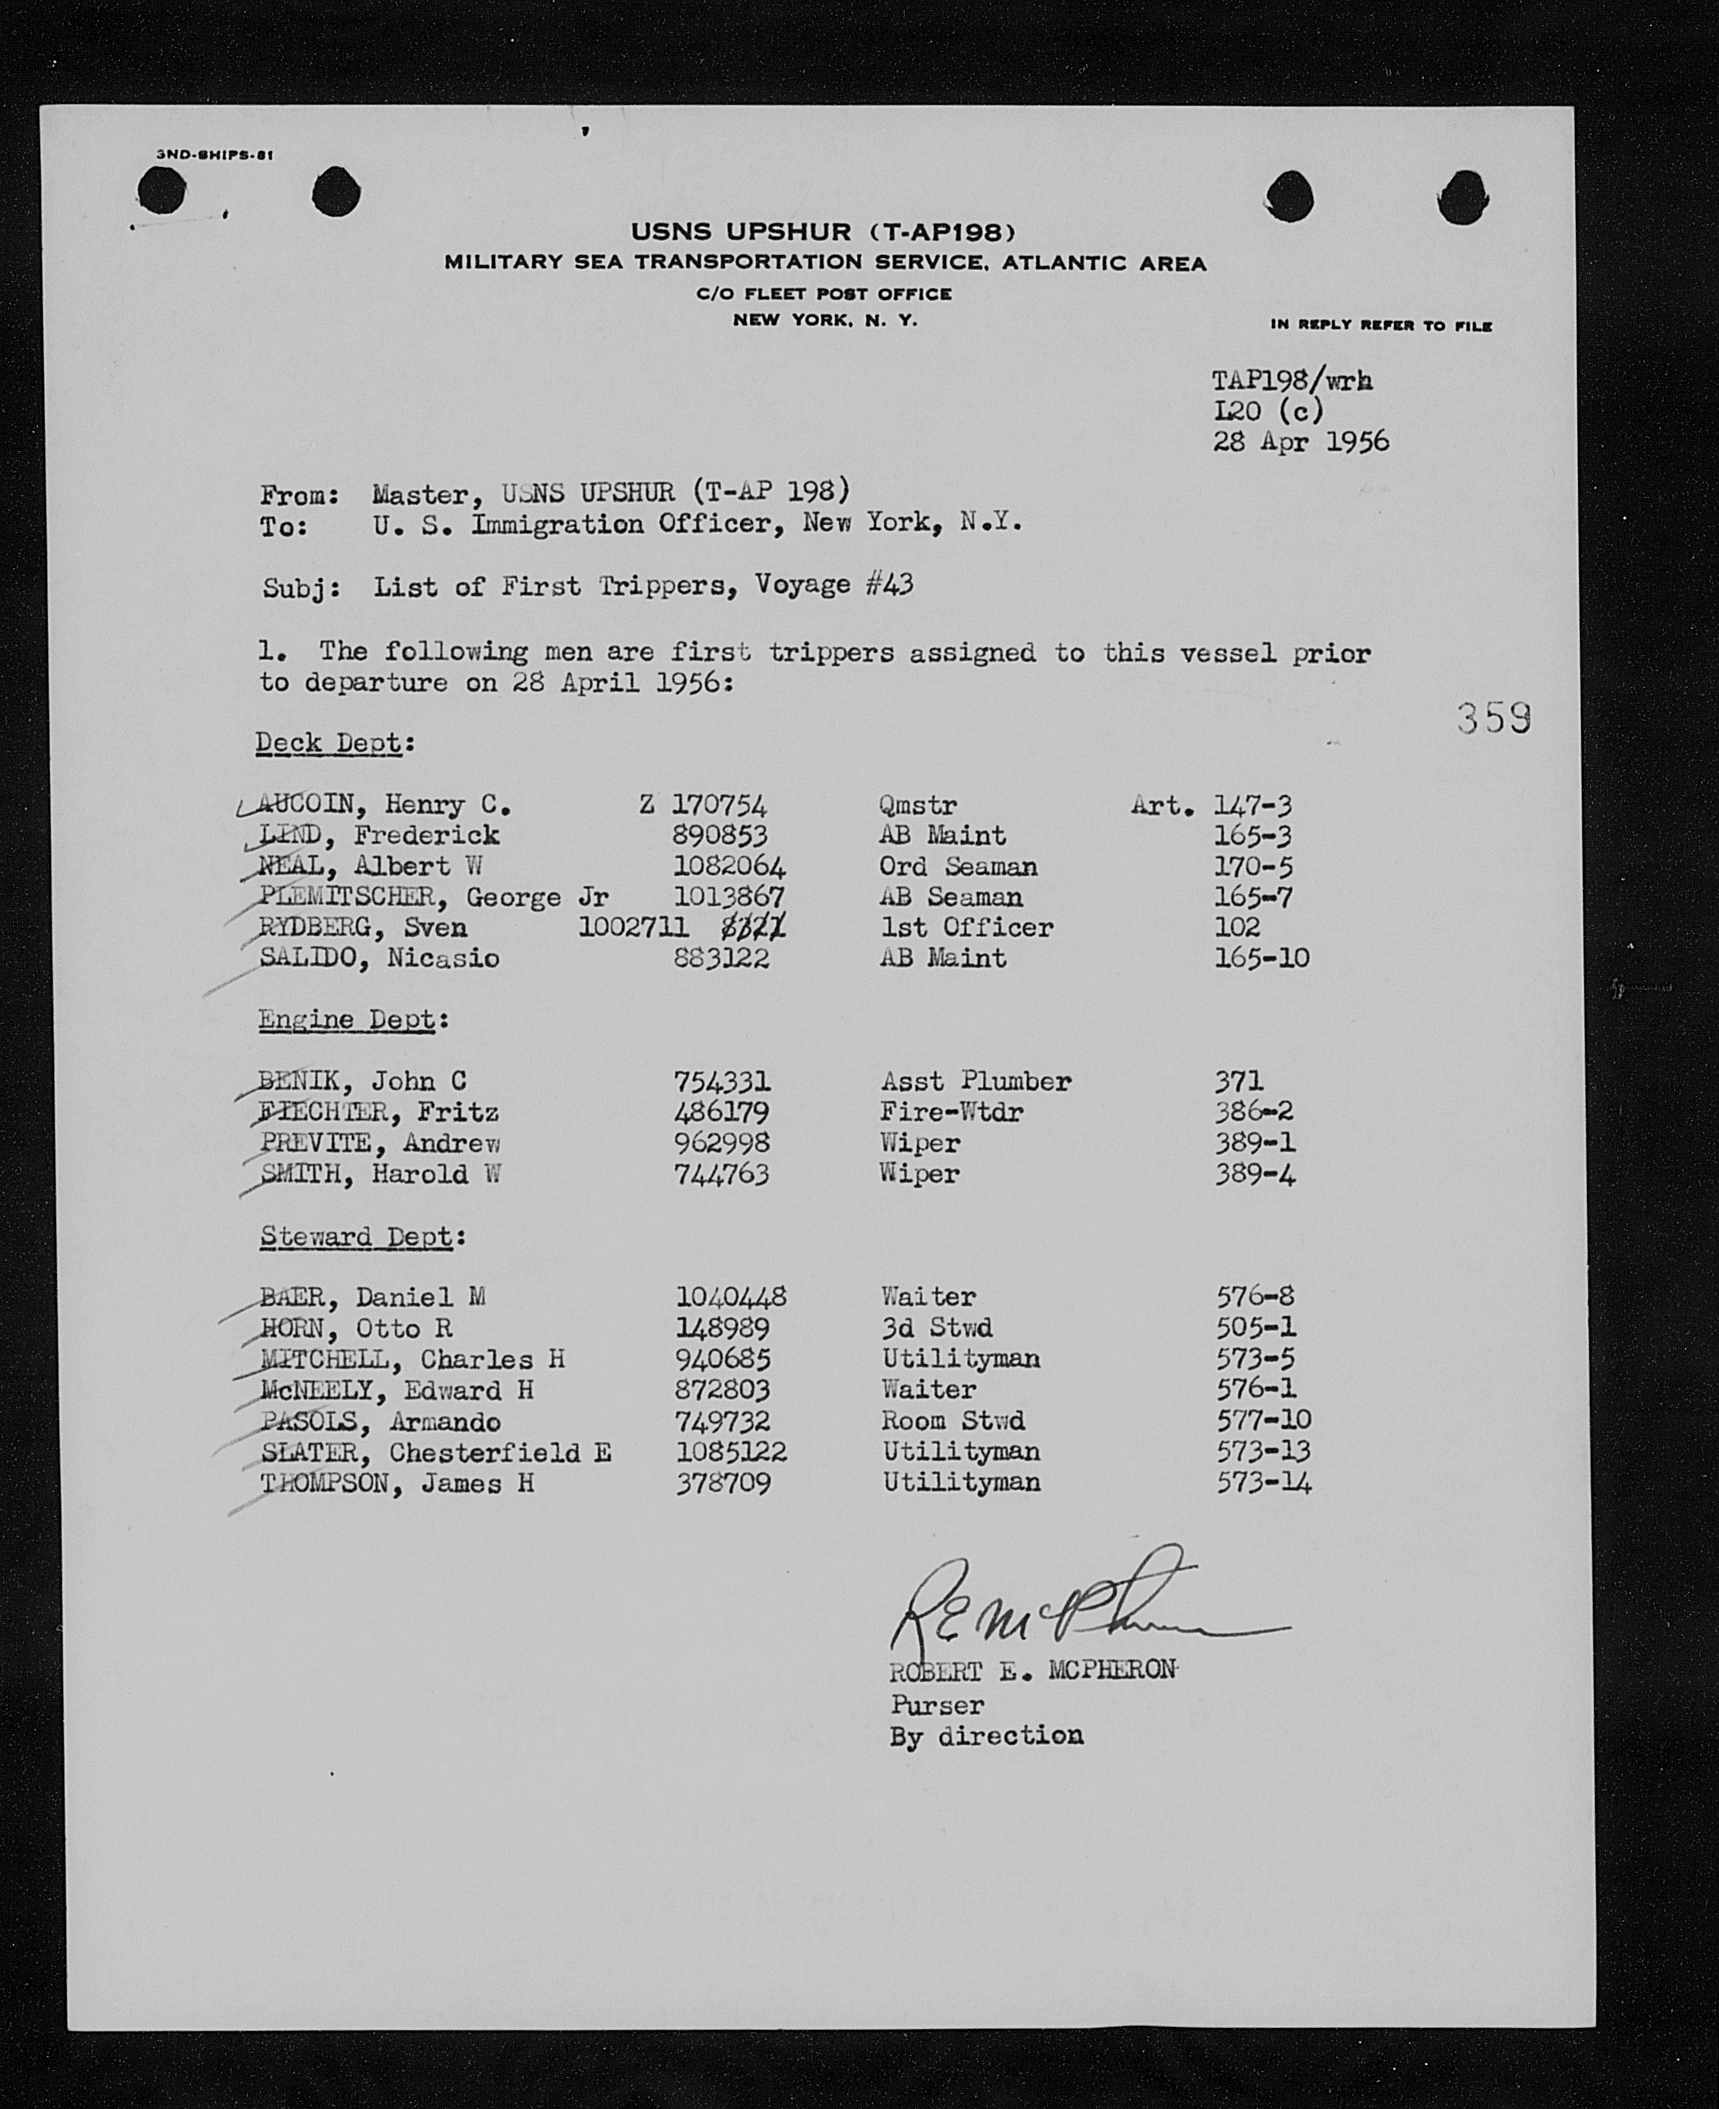 3ND-SHIPS-81
USNS UPSHUR (T-AP198)
MILITARY SEA TRANSPORTATION SERVICE, ATLANTIC AREA
C/O FLEET POST OFFICE
NEW YORK, N. Y.
IN REPLY REFER TO FILE
TAP198/wrh
L20 (c)
28 Apr 1956
From: Master, USNS UPSHUR (T-AP 198)
To: U. S. Immigration Officer, New York, N.Y.
Subj: List of First Trippers, Voyage #43
1. The following men are first trippers assigned to this vessel prior
to departure on 28 April 1956:
359
Deck Dept:
AUCOIN, Henry C. Z 170754 Qmstr Art. 147-3
LIND, Frederick 890853 AB Maint 165-3
NEAL, Albert W 1082064 Ord Seaman 170-5
PLEMITSCHER, George Jr 1013867 AB Seaman 165-7
RYDBERG, Sven 1002711 1st Officer 102
SALIDO, Nicasio 883122 AB Maint 165-10
Engine Dept:
BENIK, John C 754331 Asst Plumber 371
FIECHTER, Fritz 486179 Fire-Wtdr 386-2
PREVITE, Andrew 962998 Wiper 389-1
SMITH, Harold W 744763 Wiper 389-4
Steward Dept:
BAER, Daniel M 1040448 Waiter 576-8
HORN, Otto R 148989 3d Stwd 505-1
MITCHELL, Charles H 940685 Utilityman 573-5
McNEELY, Edward H 872803 Waiter 576-1
PASOLS, Armando 749732 Room Stwd 577-10
SLATER, Chesterfield E 1085122 Utilityman 573-13
THOMPSON, James H 378709 Utilityman 573-14
ROBERT E. MCPHERON
Purser
By direction